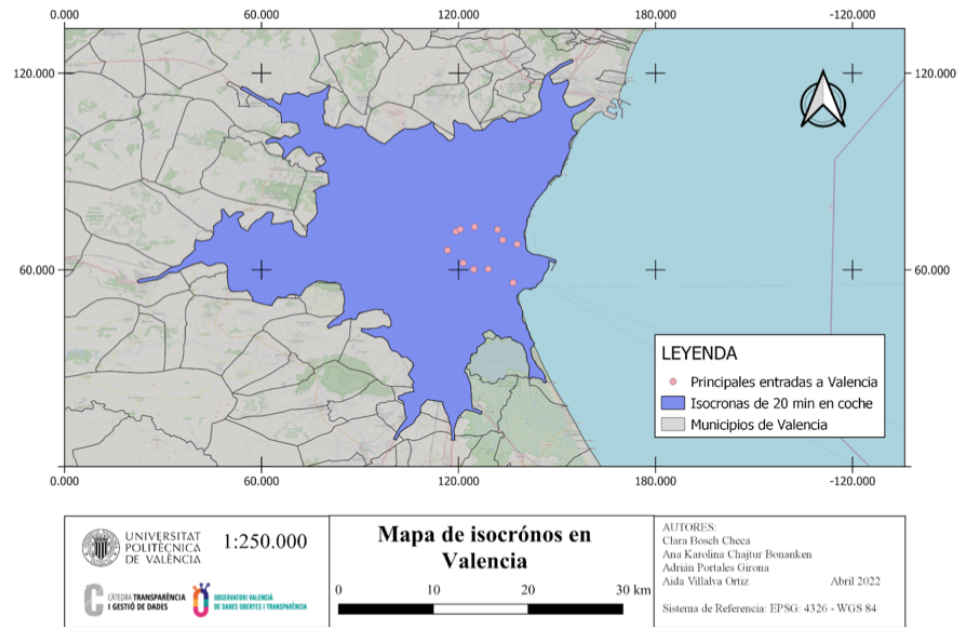 0.000 60.000 120.000 180.000 -120.000
120.000 120.000
60.000 60.000
LEYENDA
Principales entradas a Valencia
Isocronas de 20 min en coche
Municipios de Valencia
0.000 60.000 120.000 180.000 -120.000
UNIVERSITAT
POLITÈCNICA
DE VALÈNCIA
1:250.000
CÀTEDRA TRANSPARÈNCIA
I GESTIÓ DE DADES
OBSERVATORI VALENCIÀ
DE DADES OBERTES I TRANSPARÈNCIA
Mapa de isocrónos en
Valencia
0 10 20 30 km
AUTORES:
Clara Bosch Checa
Ana Karolina Chajtur Bonanken
Adrián Portales Girona
Aida Villalva Ortiz Abril 2022
Sistema de Referencia: EPSG: 4326 - WGS 84